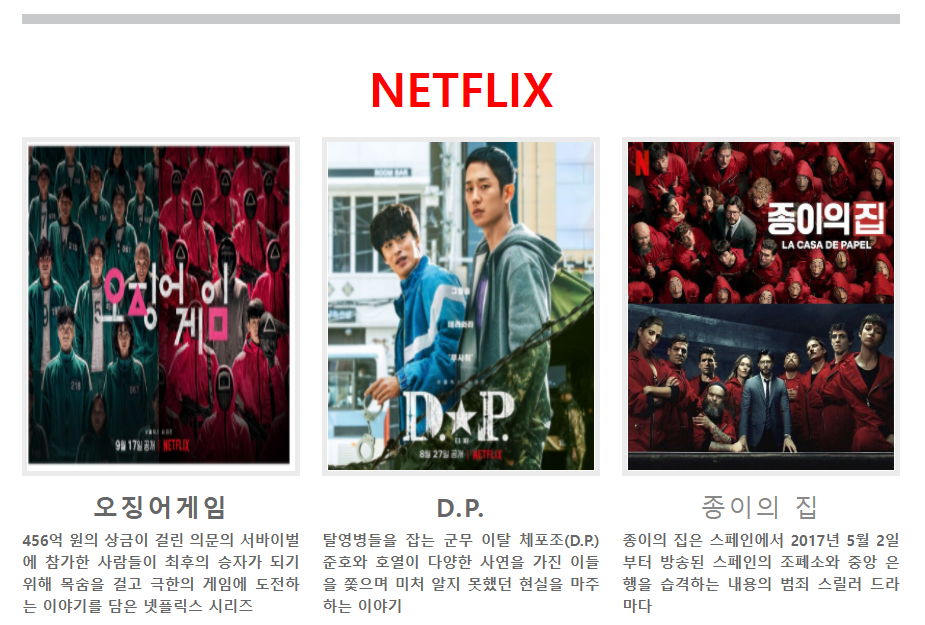 NETFLIX
오징어게임
9월 17일 공개 NETFLIX
ROOM BAR
D.P.
8월 27일 공개 NETFLIX
N
종이의 집
LA CASA DE PAPEL
오징어게임
456억 원의 상금이 걸린 의문의 서바이벌
에 참가한 사람들이 최후의 승자가 되기
위해 목숨을 걸고 극한의 게임에 도전하
는 이야기를 담은 넷플릭스 시리즈
D.P.
탈영병들을 잡는 군무 이탈 체포조(D.P.)
준호와 호열이 다양한 사연을 가진 이들
을 쫓으며 미처 알지 못했던 현실을 마주
하는 이야기
종이의 집
종이의 집은 스페인에서 2017년 5월 2일
부터 방송된 스페인의 조폐소와 중앙 은
행을 습격하는 내용의 범죄 스릴러 드라
마다